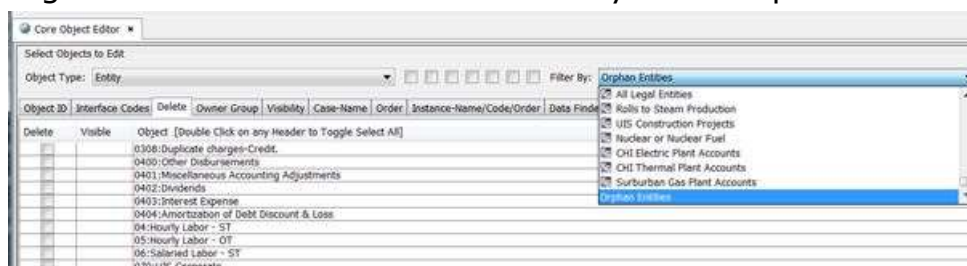 Core Object Editor
Select Objects to Edit
Object Type: Entity Filter By: Orphan Entities
Object ID Interface Codes Delete Owner Group Visibility Case-Name Order Instance-Name/Code/Order Data Finde
All Legal Entities
Rolls to Steam Production
UIS Construction Projects
Nuclear or Nuclear Fuel
CHI Electric Plant Accounts
CHI Thermal Plant Accounts
Surburban Gas Plant Accounts
Orphan Entities
Delete Visible Object [Double Click on any Header to Toggle Select All]
0308:Duplicate charges-Credit.
0400:Other Disbursements
0401:Miscellaneous Accounting Adjustments
0402:Dividends
0403:Interest Expense
0404:Amortization of Debt Discount & Loss
04:Hourly Labor - ST
05:Hourly Labor - OT
06:Salaried Labor - ST